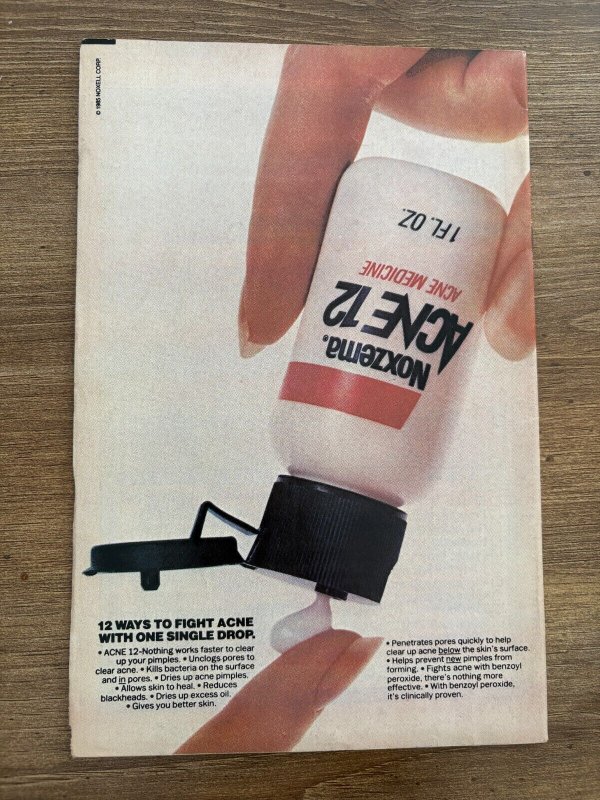 © 1985 NOXELL CORP.
1 FL. OZ.
ACNE MEDICINE
ACNE 12
Noxzema®
12 WAYS TO FIGHT ACNE
WITH ONE SINGLE DROP.
• ACNE 12-Nothing works faster to clear
up your pimples. • Unclogs pores to
clear acne. • Kills bacteria on the surface
and in pores. • Dries up acne pimples.
• Allows skin to heal. • Reduces
blackheads. • Dries up excess oil.
• Gives you better skin.
• Penetrates pores quickly to help
clear up acne below the skin's surface.
• Helps prevent new pimples from
forming. • Fights acne with benzoyl
peroxide, there's nothing more
effective. • With benzoyl peroxide,
it's clinically proven.